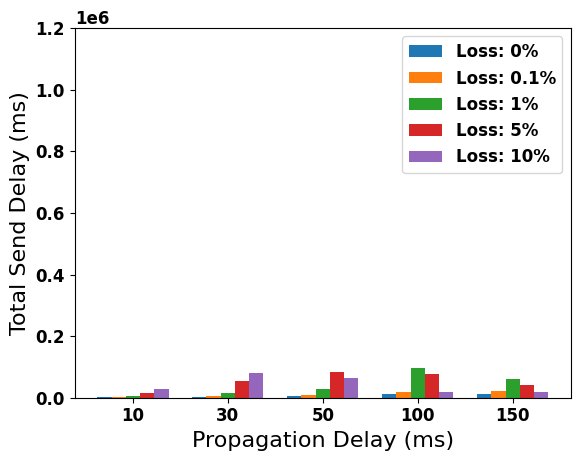 1e6
1.2
1.0
0.8
0.6
0.4
0.2
0.0
Total Send Delay (ms)
Loss: 0%
Loss: 0.1%
Loss: 1%
Loss: 5%
Loss: 10%
10 30 50 100 150
Propagation Delay (ms)